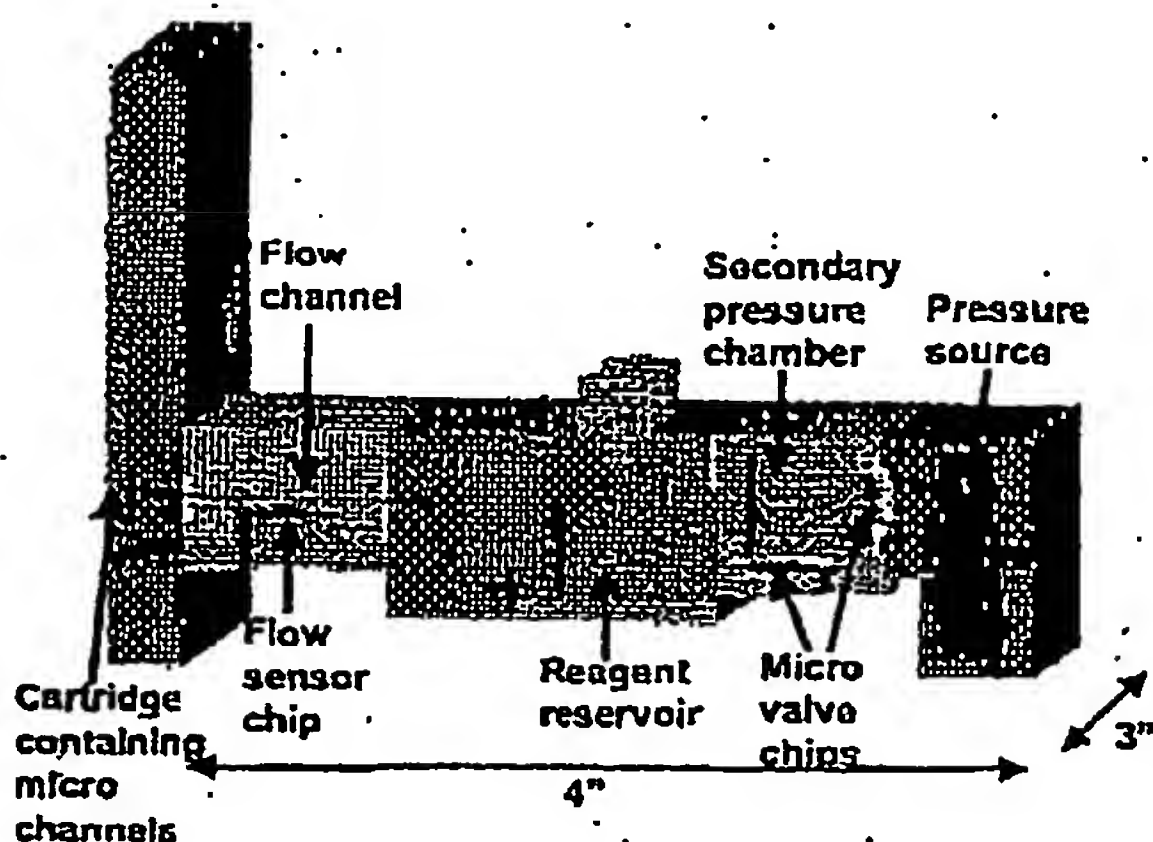 Flow
channel
Secondary
pressure
chamber
Pressure
source
Cartridge
containing
micro
channels
Flow
sensor
chip
Reagent
reservoir
Micro
valve
chips
3"
4"